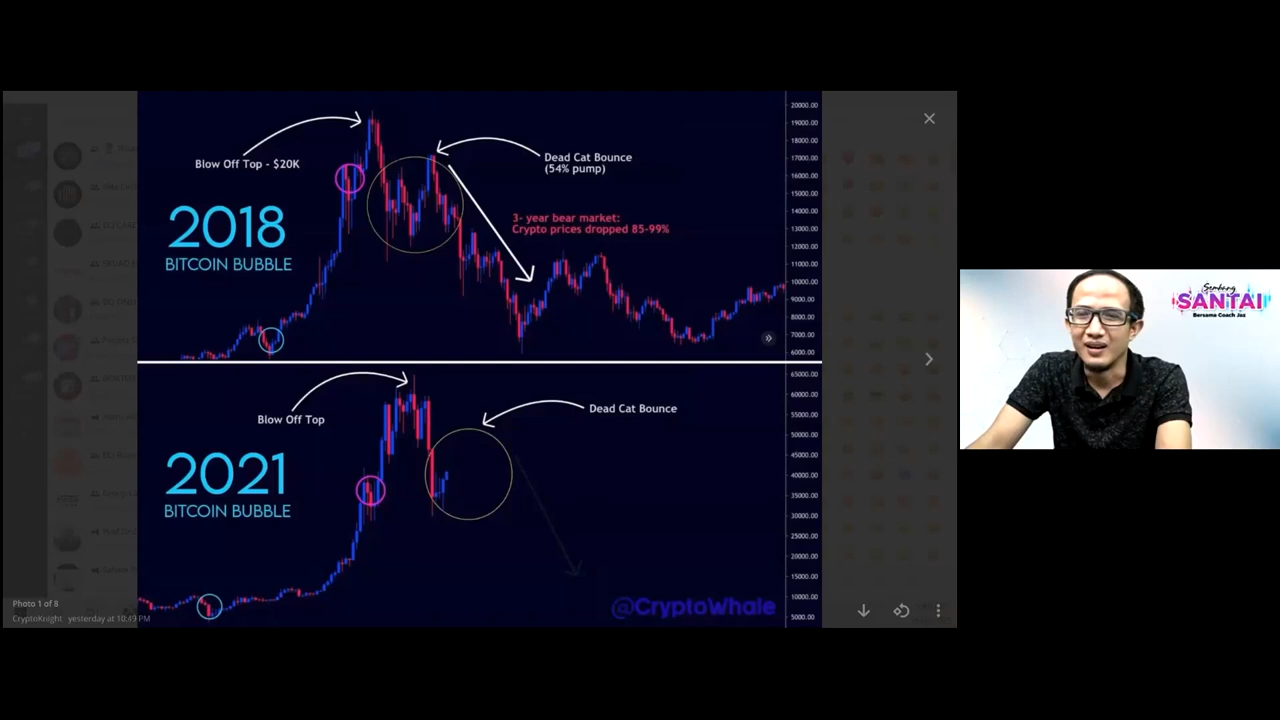 Blow Off Top - $20K
Dead Cat Bounce
(54% pump)
3- year bear market:
Crypto prices dropped 85-99%
2018
BITCOIN BUBBLE
20000.00
19000.00
18000.00
17000.00
16000.00
15000.00
14000.00
13000.00
12000.00
11000.00
10000.00
9000.00
8000.00
7000.00
6000.00
Blow Off Top
Dead Cat Bounce
2021
BITCOIN BUBBLE
65000.00
60000.00
55000.00
50000.00
45000.00
40000.00
35000.00
30000.00
25000.00
20000.00
15000.00
10000.00
5000.00
@CryptoWhale
Photo 1 of 8
CryptoKnight yesterday at 10:49 PM
Sembang
SANTAI
Bersama Coach Jaz